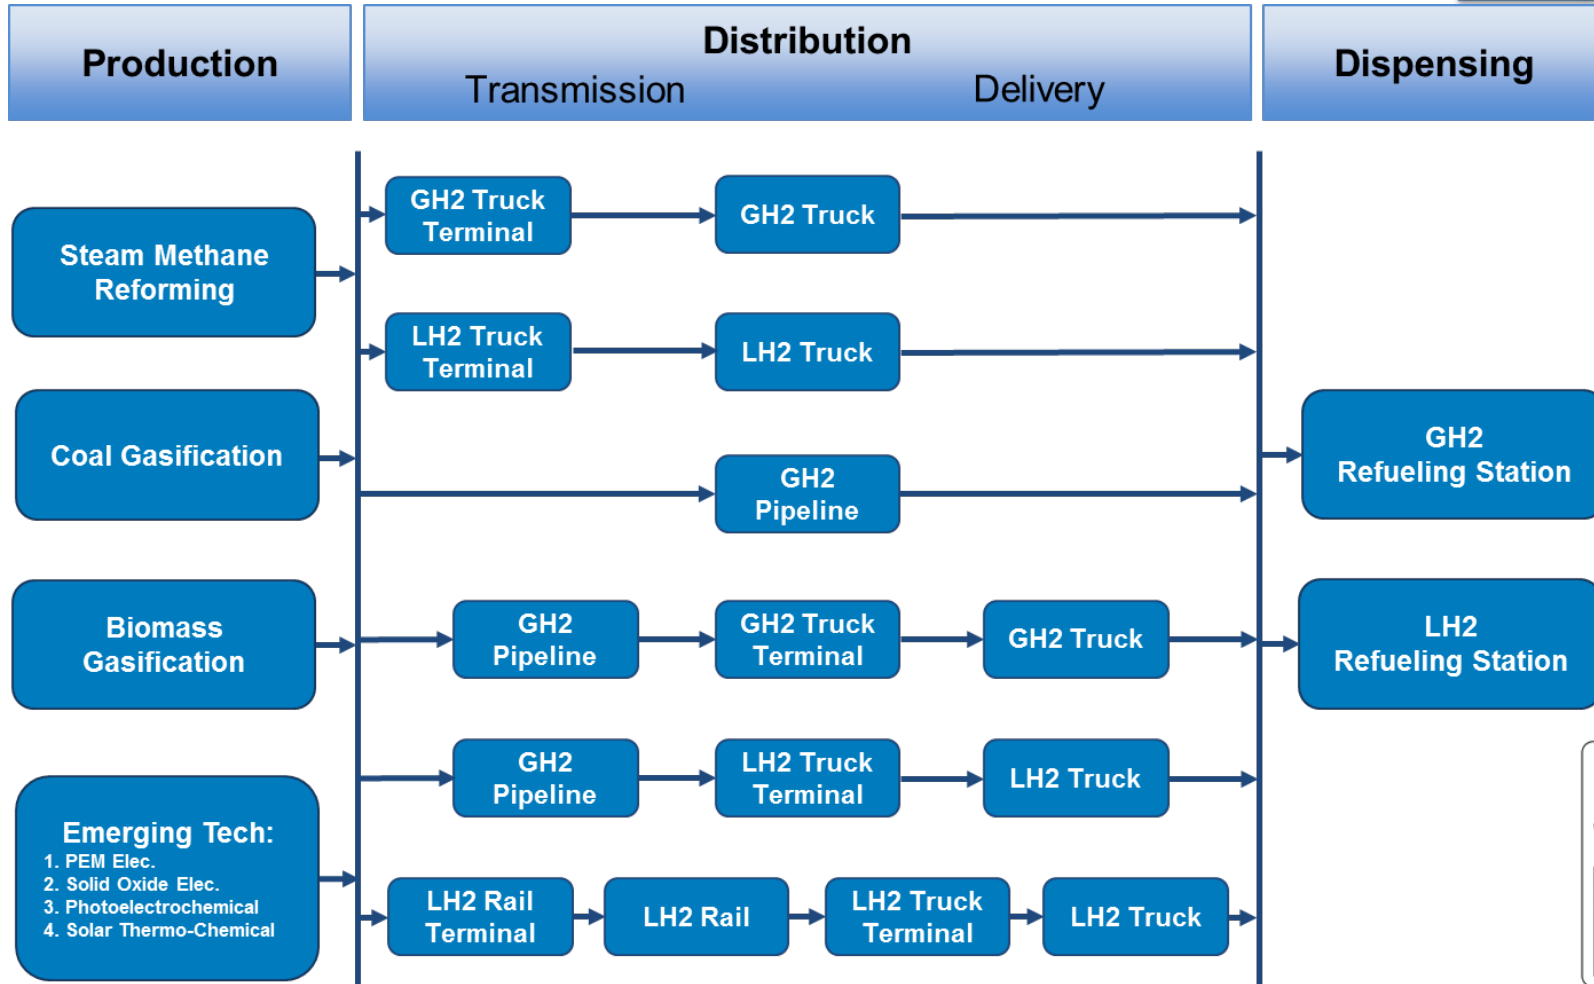 Production
Distribution
Transmission
Delivery
Dispensing
Steam Methane
Reforming
Coal Gasification
Biomass
Gasification
Emerging Tech:
1. PEM Elec.
2. Solid Oxide Elec.
3. Photoelectrochemical
4. Solar Thermo-Chemical
GH2 Truck
Terminal
GH2 Truck
LH2 Truck
Terminal
LH2 Truck
GH2
Pipeline
GH2
Pipeline
GH2 Truck
Terminal
GH2 Truck
GH2
Pipeline
LH2 Truck
Terminal
LH2 Truck
LH2 Rail
Terminal
LH2 Rail
LH2 Truck
Terminal
LH2 Truck
GH2
Refueling Station
LH2
Refueling Station